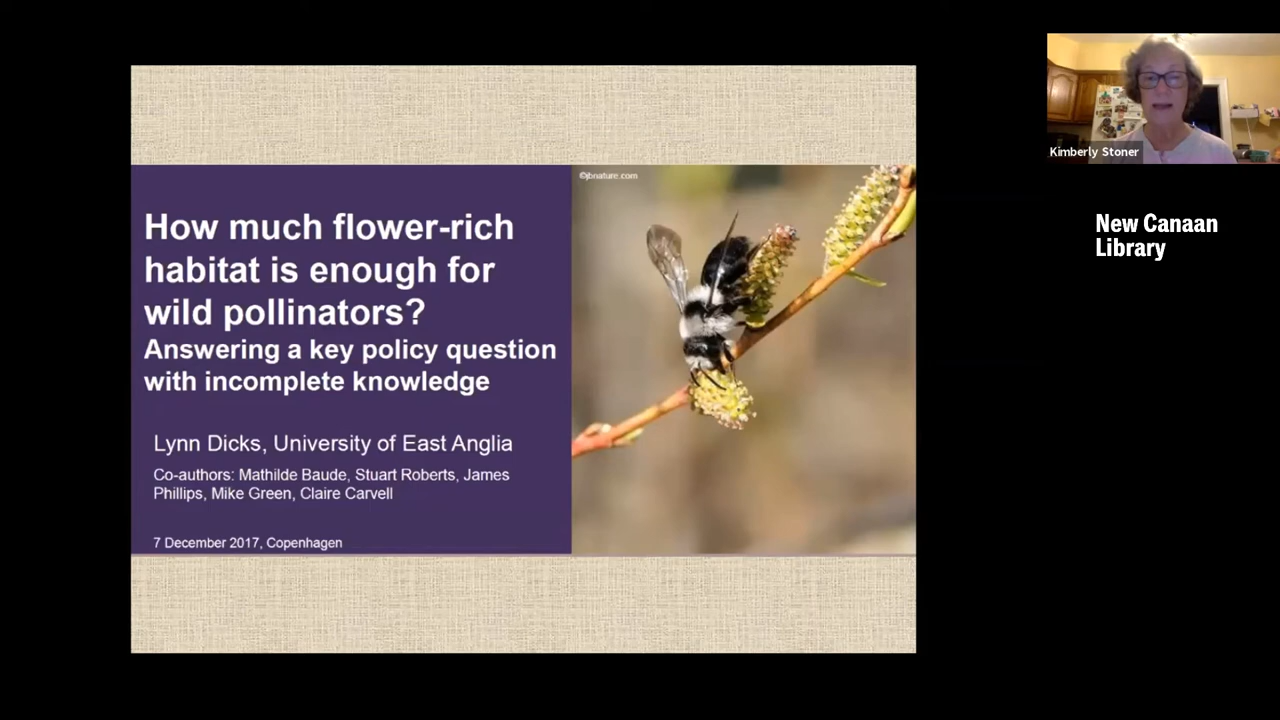 ©jbnature.com
How much flower-rich
habitat is enough for
wild pollinators?
Answering a key policy question
with incomplete knowledge
Lynn Dicks, University of East Anglia
Co-authors: Mathilde Baude, Stuart Roberts, James
Phillips, Mike Green, Claire Carvell
7 December 2017, Copenhagen
Kimberly Stoner
New Canaan
Library